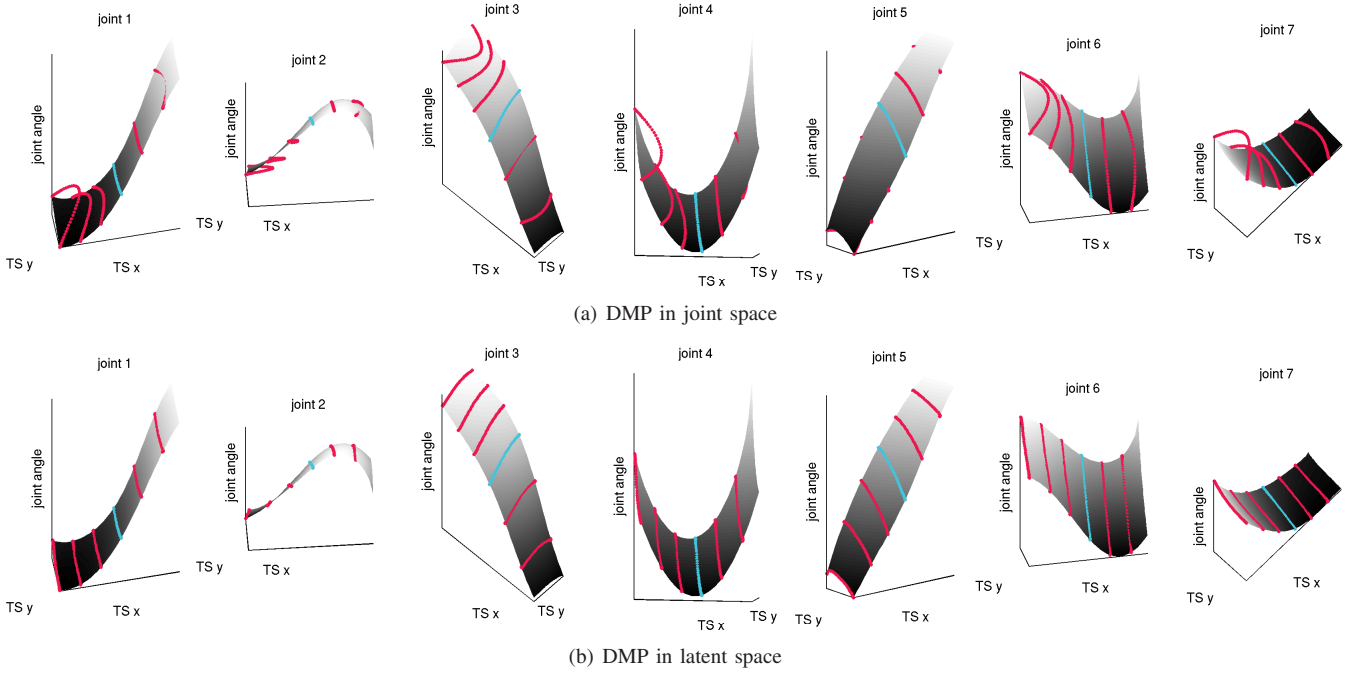 joint 1
joint 2
joint 3
joint 4
joint 5
joint 6
joint 7
joint angle
joint angle
joint angle
joint angle
joint angle
joint angle
joint angle
TS y
TS x
TS y
TS x
TS x
TS y
TS x
TS y
TS y
TS x
TS y
TS x
TS y
TS x
(a) DMP in joint space
joint 1
joint 2
joint 3
joint 4
joint 5
joint 6
joint 7
joint angle
joint angle
joint angle
joint angle
joint angle
joint angle
joint angle
TS y
TS x
TS y
TS x
TS x
TS y
TS x
TS y
TS y
TS x
TS y
TS x
TS y
TS x
(b) DMP in latent space